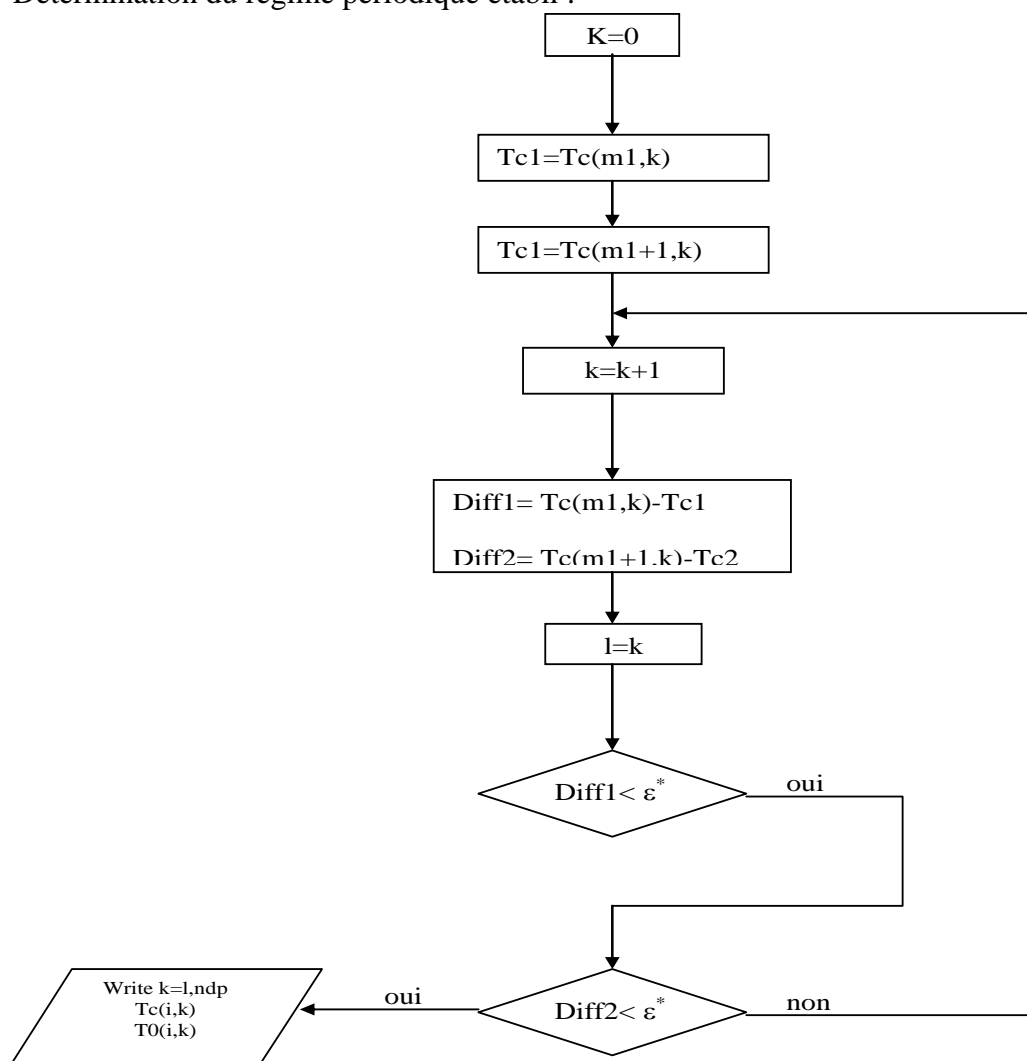 Détermination du régime périodique établi :
K=0
Tc1=Tc(m1,k)
Tc1=Tc(m1+1,k)
k=k+1
Diff1= Tc(m1,k)-Tc1
Diff2= Tc(m1+1,k)-Tc2
l=k
Diff1< ε*
oui
Write k=l,ndp
Tc(i,k)
T0(i,k)
oui
Diff2< ε*
non